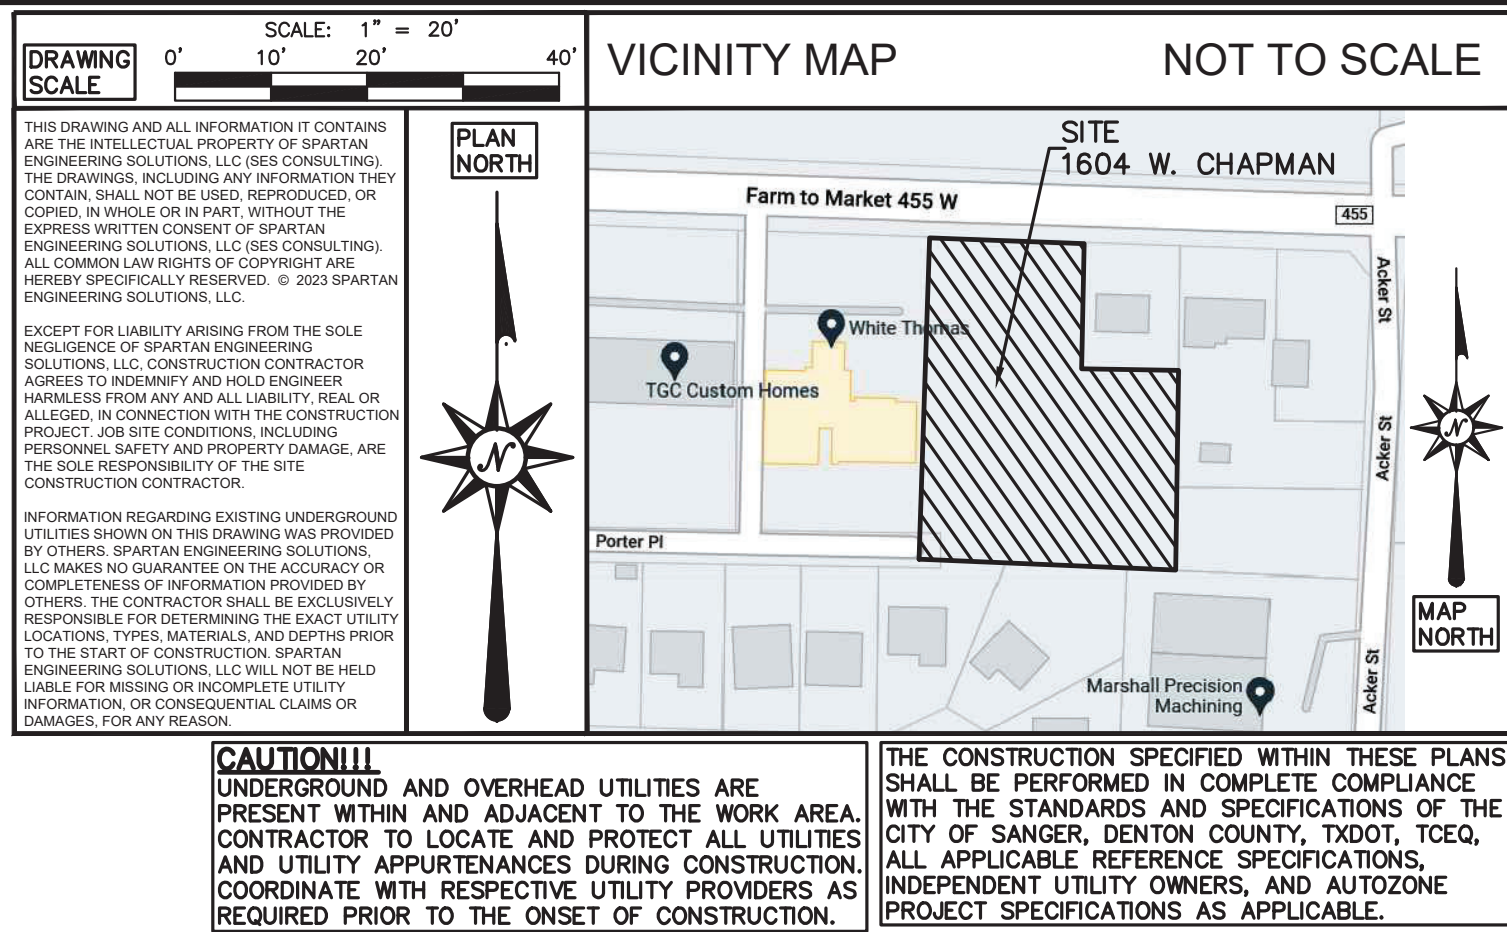 SCALE: 1" = 20'
DRAWING
SCALE
0' 10' 20' 40'
VICINITY MAP NOT TO SCALE
THIS DRAWING AND ALL INFORMATION IT CONTAINS
ARE THE INTELLECTUAL PROPERTY OF SPARTAN
ENGINEERING SOLUTIONS, LLC (SES CONSULTING).
THE DRAWINGS, INCLUDING ANY INFORMATION THEY
CONTAIN, SHALL NOT BE USED, REPRODUCED, OR
COPIED, IN WHOLE OR IN PART, WITHOUT THE
EXPRESS WRITTEN CONSENT OF SPARTAN
ENGINEERING SOLUTIONS, LLC (SES CONSULTING).
ALL COMMON LAW RIGHTS OF COPYRIGHT ARE
HEREBY SPECIFICALLY RESERVED. © 2023 SPARTAN
ENGINEERING SOLUTIONS, LLC.
EXCEPT FOR LIABILITY ARISING FROM THE SOLE
NEGLIGENCE OF SPARTAN ENGINEERING
SOLUTIONS, LLC, CONSTRUCTION CONTRACTOR
AGREES TO INDEMNIFY AND HOLD ENGINEER
HARMLESS FROM ANY AND ALL LIABILITY, REAL OR
ALLEGED, IN CONNECTION WITH THE CONSTRUCTION
PROJECT. JOB SITE CONDITIONS, INCLUDING
PERSONNEL SAFETY AND PROPERTY DAMAGE, ARE
THE SOLE RESPONSIBILITY OF THE SITE
CONSTRUCTION CONTRACTOR.
INFORMATION REGARDING EXISTING UNDERGROUND
UTILITIES SHOWN ON THIS DRAWING WAS PROVIDED
BY OTHERS. SPARTAN ENGINEERING SOLUTIONS,
LLC MAKES NO GUARANTEE ON THE ACCURACY OR
COMPLETENESS OF INFORMATION PROVIDED BY
OTHERS. THE CONTRACTOR SHALL BE EXCLUSIVELY
RESPONSIBLE FOR DETERMINING THE EXACT UTILITY
LOCATIONS, TYPES, MATERIALS, AND DEPTHS PRIOR
TO THE START OF CONSTRUCTION. SPARTAN
ENGINEERING SOLUTIONS, LLC WILL NOT BE HELD
LIABLE FOR MISSING OR INCOMPLETE UTILITY
INFORMATION, OR CONSEQUENTIAL CLAIMS OR
DAMAGES, FOR ANY REASON.
PLAN
NORTH
N
SITE
1604 W. CHAPMAN
Farm to Market 455 W
455
Acker St
White Thomas
TGC Custom Homes
Acker St
Porter Pl
Acker St
Marshall Precision
Machining
N
MAP
NORTH
CAUTION!!!
UNDERGROUND AND OVERHEAD UTILITIES ARE
PRESENT WITHIN AND ADJACENT TO THE WORK AREA.
CONTRACTOR TO LOCATE AND PROTECT ALL UTILITIES
AND UTILITY APPURTENANCES DURING CONSTRUCTION.
COORDINATE WITH RESPECTIVE UTILITY PROVIDERS AS
REQUIRED PRIOR TO THE ONSET OF CONSTRUCTION.
THE CONSTRUCTION SPECIFIED WITHIN THESE PLANS
SHALL BE PERFORMED IN COMPLETE COMPLIANCE
WITH THE STANDARDS AND SPECIFICATIONS OF THE
CITY OF SANGER, DENTON COUNTY, TXDOT, TCEQ,
ALL APPLICABLE REFERENCE SPECIFICATIONS,
INDEPENDENT UTILITY OWNERS, AND AUTOZONE
PROJECT SPECIFICATIONS AS APPLICABLE.